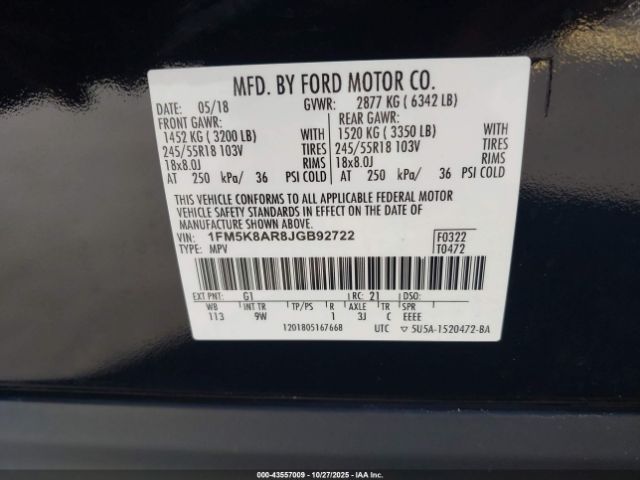 MFD. BY FORD MOTOR CO.
DATE: 05/18 GVWR: 2877 KG ( 6342 LB)
FRONT GAWR: REAR GAWR:
1452 KG ( 3200 LB) WITH 1520 KG ( 3350 LB) WITH
245/55R18 103V TIRES 245/55R18 103V TIRES
18x8.0J RIMS 18x8.0J RIMS
AT 250 kPa/ 36 PSI COLD AT 250 kPa/ 36 PSI COLD
THIS VEHICLE CONFORMS TO ALL APPLICABLE FEDERAL MOTOR
VEHICLE SAFETY STANDARDS IN EFFECT ON THE DATE OF
MANUFACTURE SHOWN ABOVE.
VIN: 1FM5K8AR8JGB92722 F0322
TYPE: MPV T0472
EXT PNT: G1 RC: 21 DSO:
WB INT TR TP/PS R AXLE TR SPR
113 9W 1 3J C EEEE
1201805167668 UTC ▽ 5U5A-1520472-BA
000-43557009 - 10/27/2025 - IAAI.COM